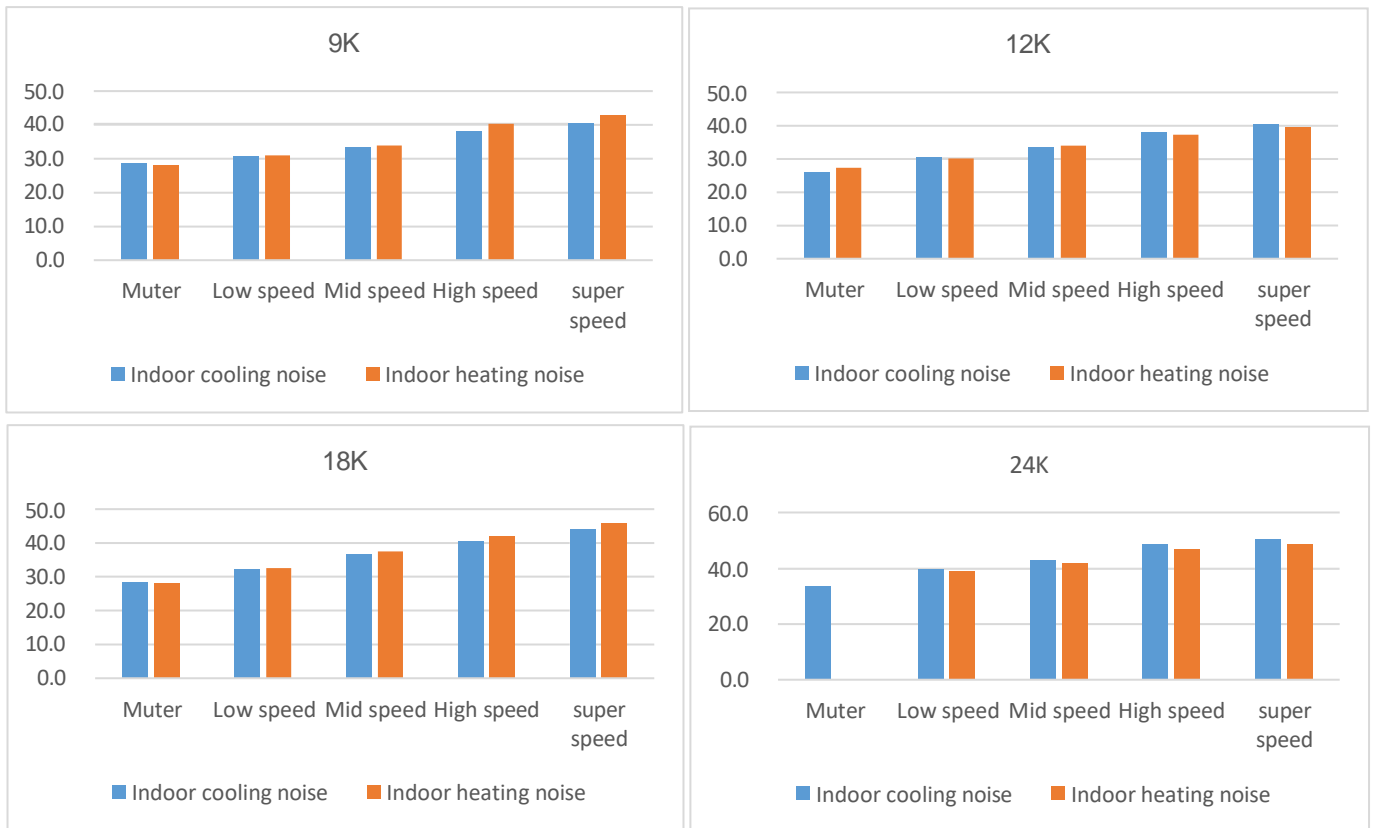 9K
50.0
40.0
30.0
20.0
10.0
0.0
Muter Low speed Mid speed High speed super
speed
Indoor cooling noise Indoor heating noise
12K
50.0
40.0
30.0
20.0
10.0
0.0
Muter Low speed Mid speed High speed super
speed
Indoor cooling noise Indoor heating noise
18K
50.0
40.0
30.0
20.0
10.0
0.0
Muter Low speed Mid speed High speed super
speed
Indoor cooling noise Indoor heating noise
24K
60.0
40.0
20.0
0.0
Muter Low speed Mid speed High speed super
speed
Indoor cooling noise Indoor heating noise